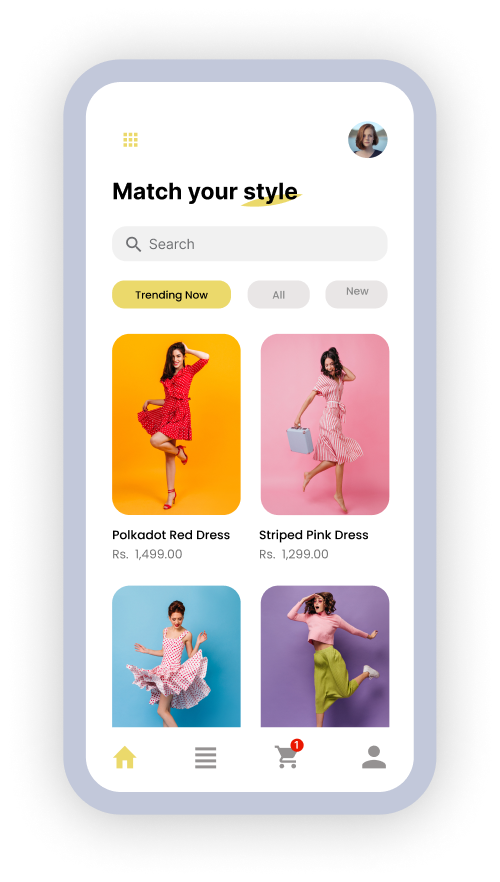 Match your style
Search
Trending Now
All
New
Polkadot Red Dress
Striped Pink Dress
Rs. 1,499.00
Rs. 1,299.00
1